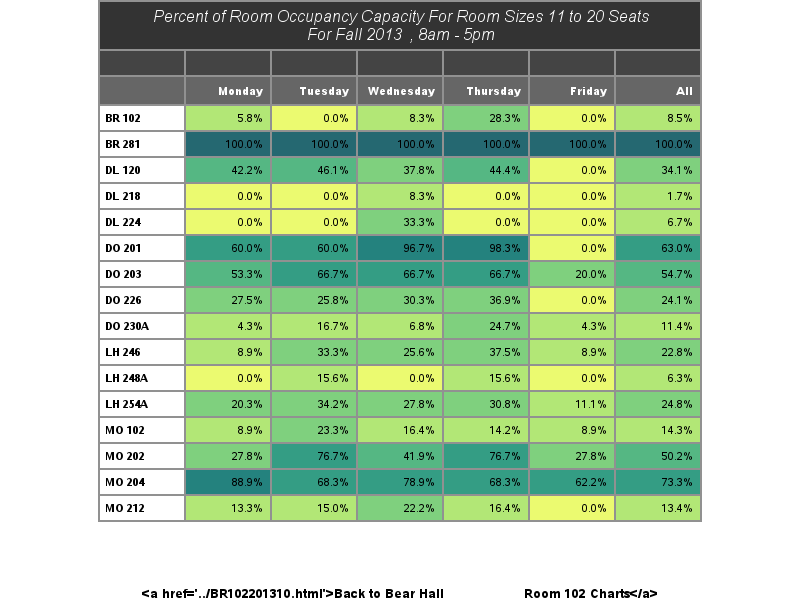 Percent of Room Occupancy Capacity For Room Sizes 11 to 20 Seats
For Fall 2013 , 8am - 5pm
Monday Tuesday Wednesday Thursday Friday All
BR 102 5.8% 0.0% 8.3% 28.3% 0.0% 8.5%
BR 281 100.0% 100.0% 100.0% 100.0% 100.0% 100.0%
DL 120 42.2% 46.1% 37.8% 44.4% 0.0% 34.1%
DL 218 0.0% 0.0% 8.3% 0.0% 0.0% 1.7%
DL 224 0.0% 0.0% 33.3% 0.0% 0.0% 6.7%
DO 201 60.0% 60.0% 96.7% 98.3% 0.0% 63.0%
DO 203 53.3% 66.7% 66.7% 66.7% 20.0% 54.7%
DO 226 27.5% 25.8% 30.3% 36.9% 0.0% 24.1%
DO 230A 4.3% 16.7% 6.8% 24.7% 4.3% 11.4%
LH 246 8.9% 33.3% 25.6% 37.5% 8.9% 22.8%
LH 248A 0.0% 15.6% 0.0% 15.6% 0.0% 6.3%
LH 254A 20.3% 34.2% 27.8% 30.8% 11.1% 24.8%
MO 102 8.9% 23.3% 16.4% 14.2% 8.9% 14.3%
MO 202 27.8% 76.7% 41.9% 76.7% 27.8% 50.2%
MO 204 88.9% 68.3% 78.9% 68.3% 62.2% 73.3%
MO 212 13.3% 15.0% 22.2% 16.4% 0.0% 13.4%
<a href='../BR102201310.html'>Back to Bear Hall Room 102 Charts</a>